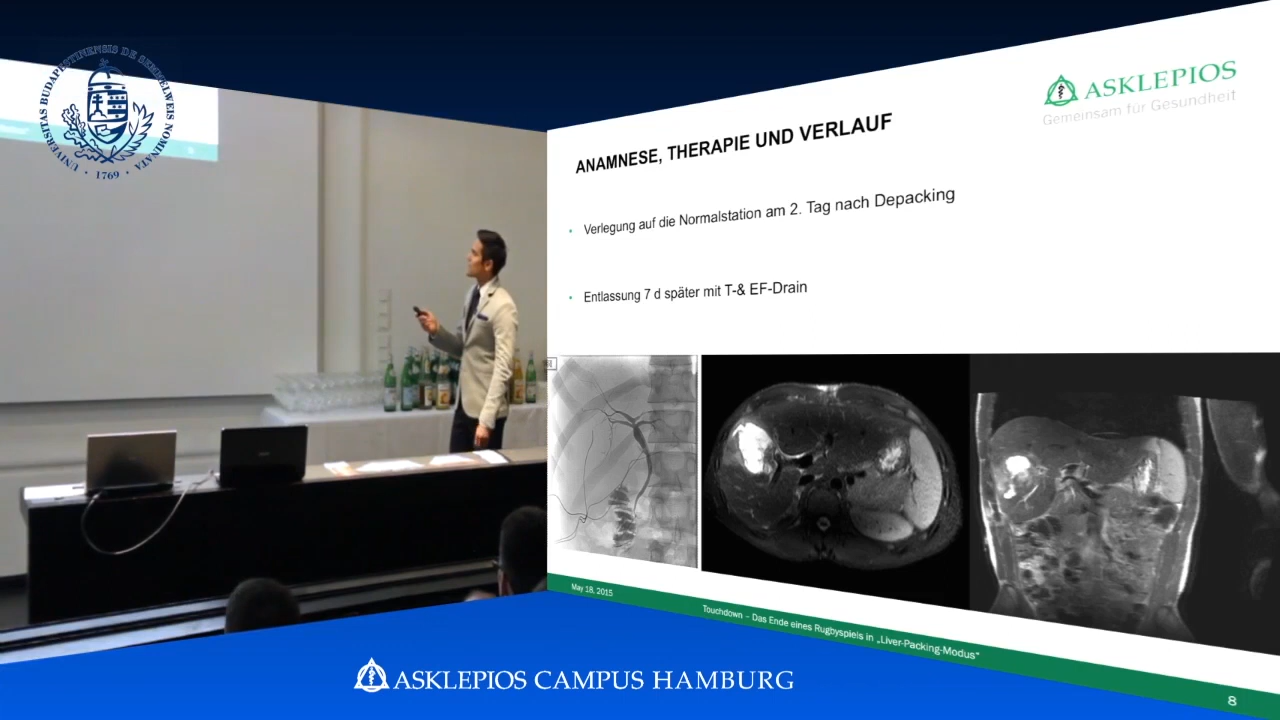 UNIVERSITAS BUDAPESTINENSIS DE SEMMELWEIS NOMINATA
· 1769 ·
ASKLEPIOS
Gemeinsam für Gesundheit
ANAMNESE, THERAPIE UND VERLAUF
• Verlegung auf die Normalstation am 2. Tag nach Depacking
• Entlassung 7 d später mit T-& EF-Drain
May 18, 2015
Touchdown – Das Ende eines Rugbyspiels in „Liver-Packing-Modus“
8
ASKLEPIOS CAMPUS HAMBURG